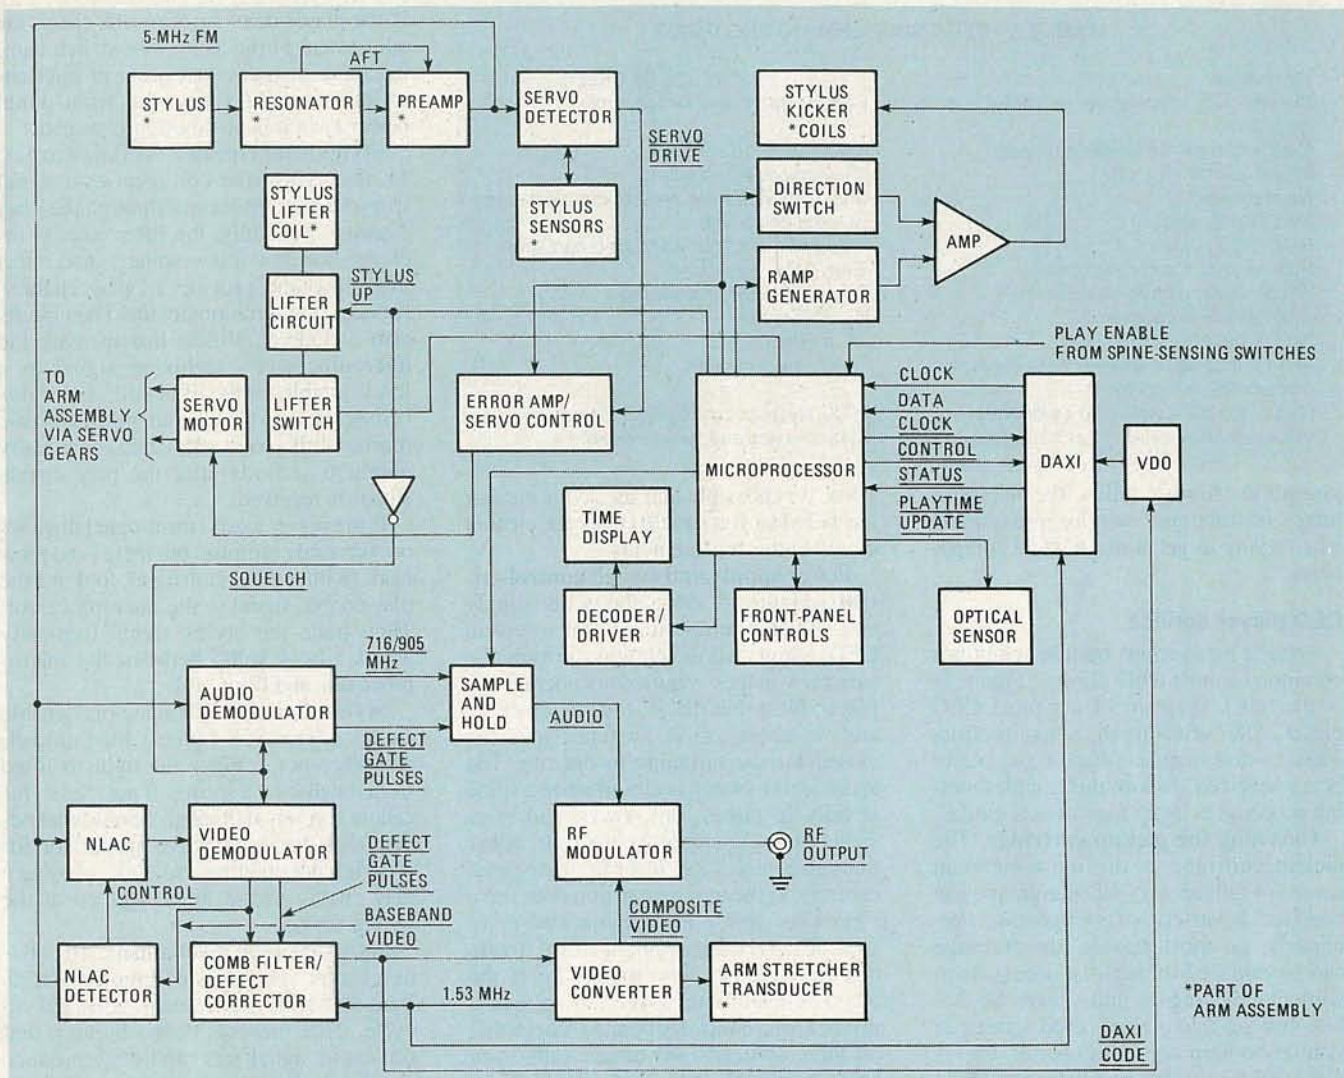 5-MHz FM
AFT
STYLUS
*
RESONATOR
*
PREAMP
*
SERVO
DETECTOR
STYLUS
KICKER
*COILS
SERVO
DRIVE
STYLUS
LIFTER
COIL*
STYLUS
SENSORS
*
DIRECTION
SWITCH
AMP
RAMP
GENERATOR
LIFTER
CIRCUIT
STYLUS
UP
PLAY ENABLE
FROM SPINE-SENSING SWITCHES
TO
ARM
ASSEMBLY
VIA SERVO
GEARS
SERVO
MOTOR
LIFTER
SWITCH
ERROR AMP/
SERVO CONTROL
MICROPROCESSOR
CLOCK
DATA
CLOCK
CONTROL
STATUS
PLAYTIME
UPDATE
DAXI
VDO
TIME
DISPLAY
SQUELCH
DECODER/
DRIVER
FRONT-PANEL
CONTROLS
OPTICAL
SENSOR
716/905
MHz
AUDIO
DEMODULATOR
SAMPLE
AND
HOLD
AUDIO
DEFECT
GATE
PULSES
NLAC
VIDEO
DEMODULATOR
DEFECT
GATE
PULSES
RF
MODULATOR
RF
OUTPUT
CONTROL
BASEBAND
VIDEO
COMPOSITE
VIDEO
NLAC
DETECTOR
COMB FILTER/
DEFECT
CORRECTOR
1.53 MHz
VIDEO
CONVERTER
ARM STRETCHER
TRANSDUCER
*
*PART OF
ARM ASSEMBLY
DAXI
CODE